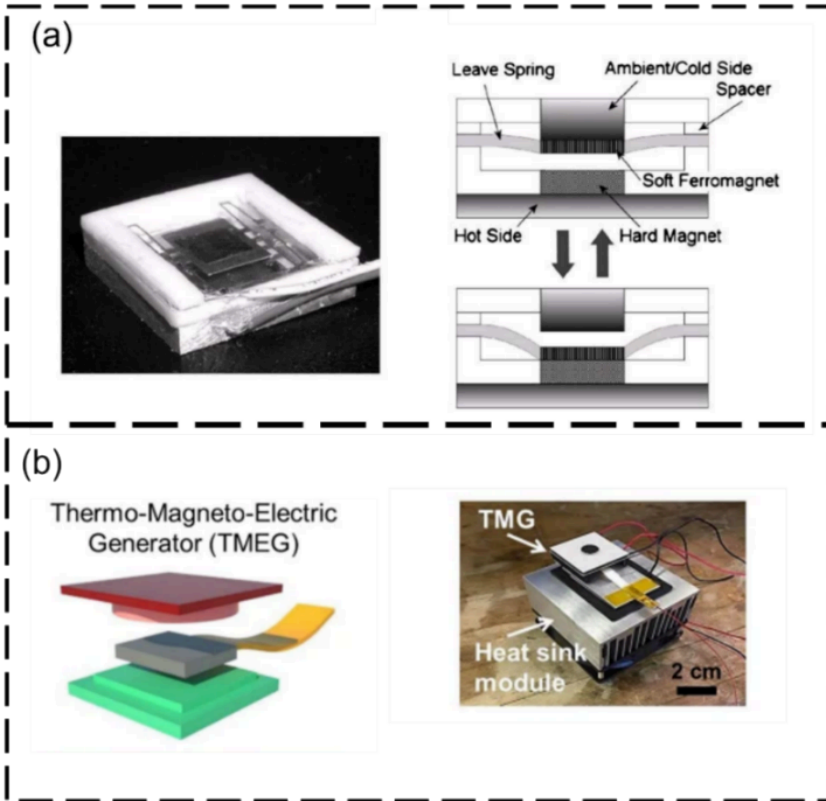 (a)
Leave Spring
Ambient/Cold Side
Spacer
Soft Ferromagnet
Hot Side
Hard Magnet
(b)
Thermo-Magneto-Electric
Generator (TMEG)
TMG
Heat sink
module
2 cm